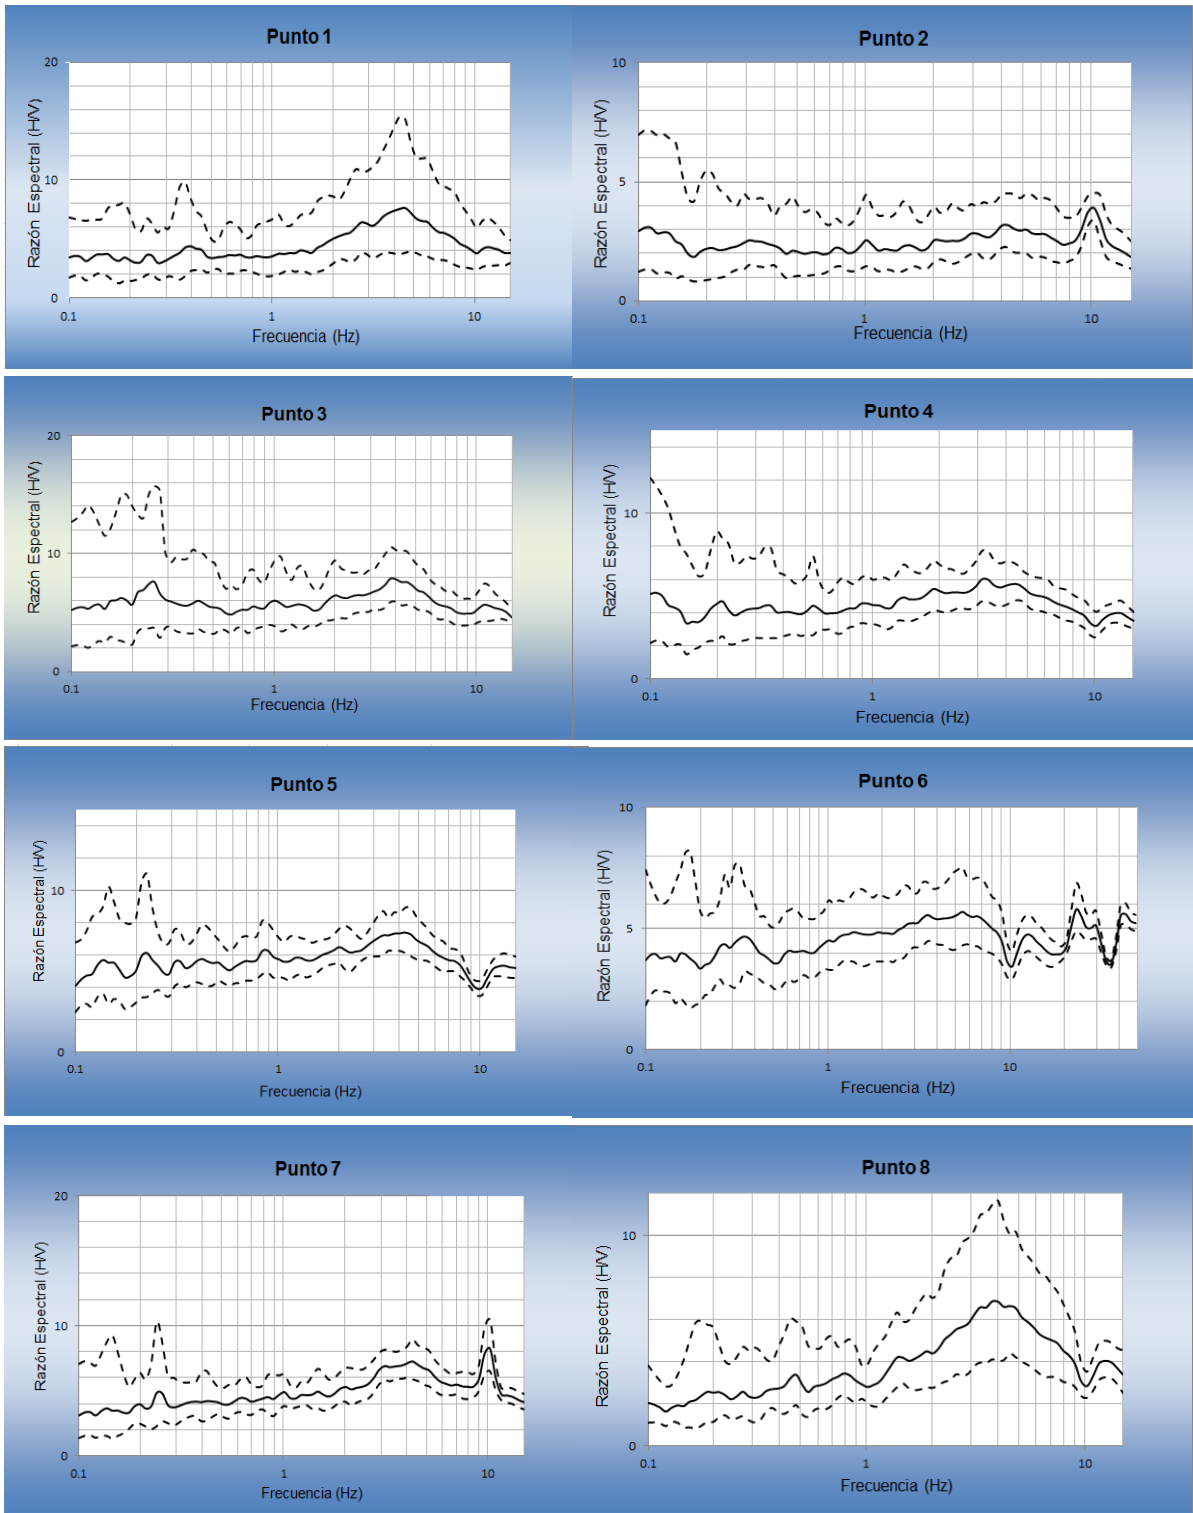 Punto 1
20
10
0
0.1
1
10
Razón Espectral (H/V)
Frecuencia (Hz)
Punto 2
10
5
0
0.1
1
10
Razón Espectral (H/V)
Frecuencia (Hz)
Punto 3
20
10
0
0.1
1
10
Razón Espectral (H/V)
Frecuencia (Hz)
Punto 4
10
0
0.1
1
10
Razón Espectral (H/V)
Frecuencia (Hz)
Punto 5
10
0
0.1
1
10
Razón Espectral (H/V)
Frecuencia (Hz)
Punto 6
10
5
0
0.1
1
10
Razón Espectral (H/V)
Frecuencia (Hz)
Punto 7
20
10
0
0.1
1
10
Razón Espectral (H/V)
Frecuencia (Hz)
Punto 8
10
0
0.1
1
10
Razón Espectral (H/V)
Frecuencia (Hz)